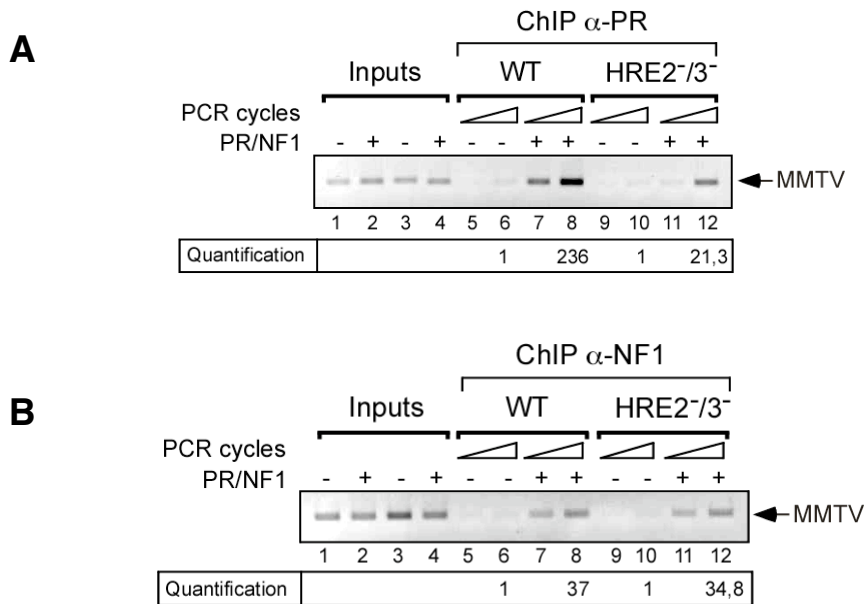 A
ChIP α-PR
Inputs WT HRE2⁻/3⁻
PCR cycles
PR/NF1 - + - + - - + + - - + +
MMTV
1 2 3 4 5 6 7 8 9 10 11 12
Quantification 1 236 1 21,3
B
ChIP α-NF1
Inputs WT HRE2⁻/3⁻
PCR cycles
PR/NF1 - + - + - - + + - - + +
MMTV
1 2 3 4 5 6 7 8 9 10 11 12
Quantification 1 37 1 34,8